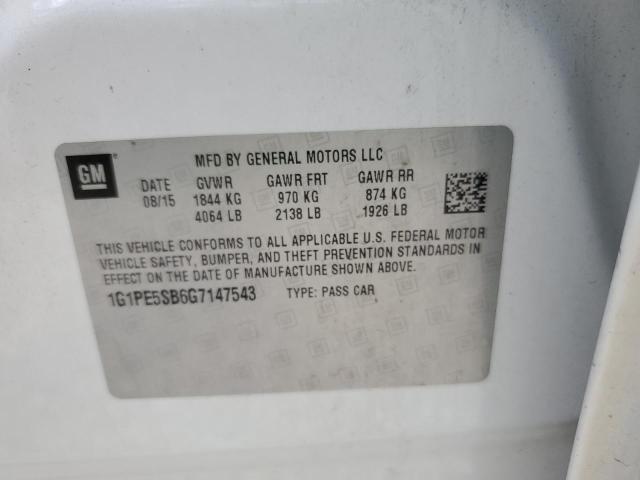 GM
MFD BY GENERAL MOTORS LLC
DATE GVWR GAWR FRT GAWR RR
08/15 1844 KG 970 KG 874 KG
4064 LB 2138 LB 1926 LB
THIS VEHICLE CONFORMS TO ALL APPLICABLE U.S. FEDERAL MOTOR
VEHICLE SAFETY, BUMPER, AND THEFT PREVENTION STANDARDS IN
EFFECT ON THE DATE OF MANUFACTURE SHOWN ABOVE.
1G1PE5SB6G7147543 TYPE: PASS CAR